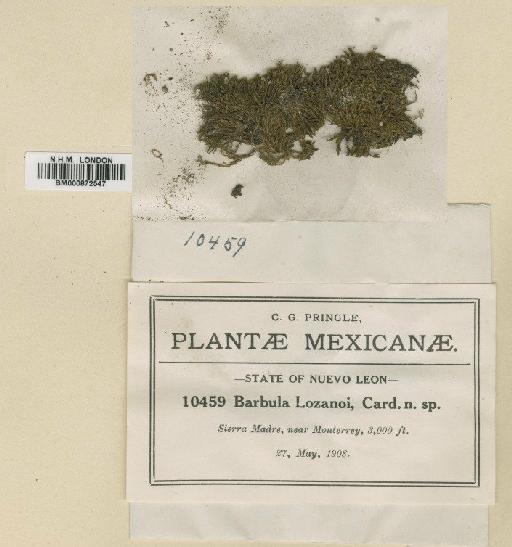 N.H.M. LONDON
BM000872547
10459
C. G. PRINGLE,
PLANTÆ MEXICANÆ.
—STATE OF NUEVO LEON—
10459 Barbula Lozanoi, Card. n. sp.
Sierra Madre, near Monterrey, 3,000 ft.
27, May, 1908.